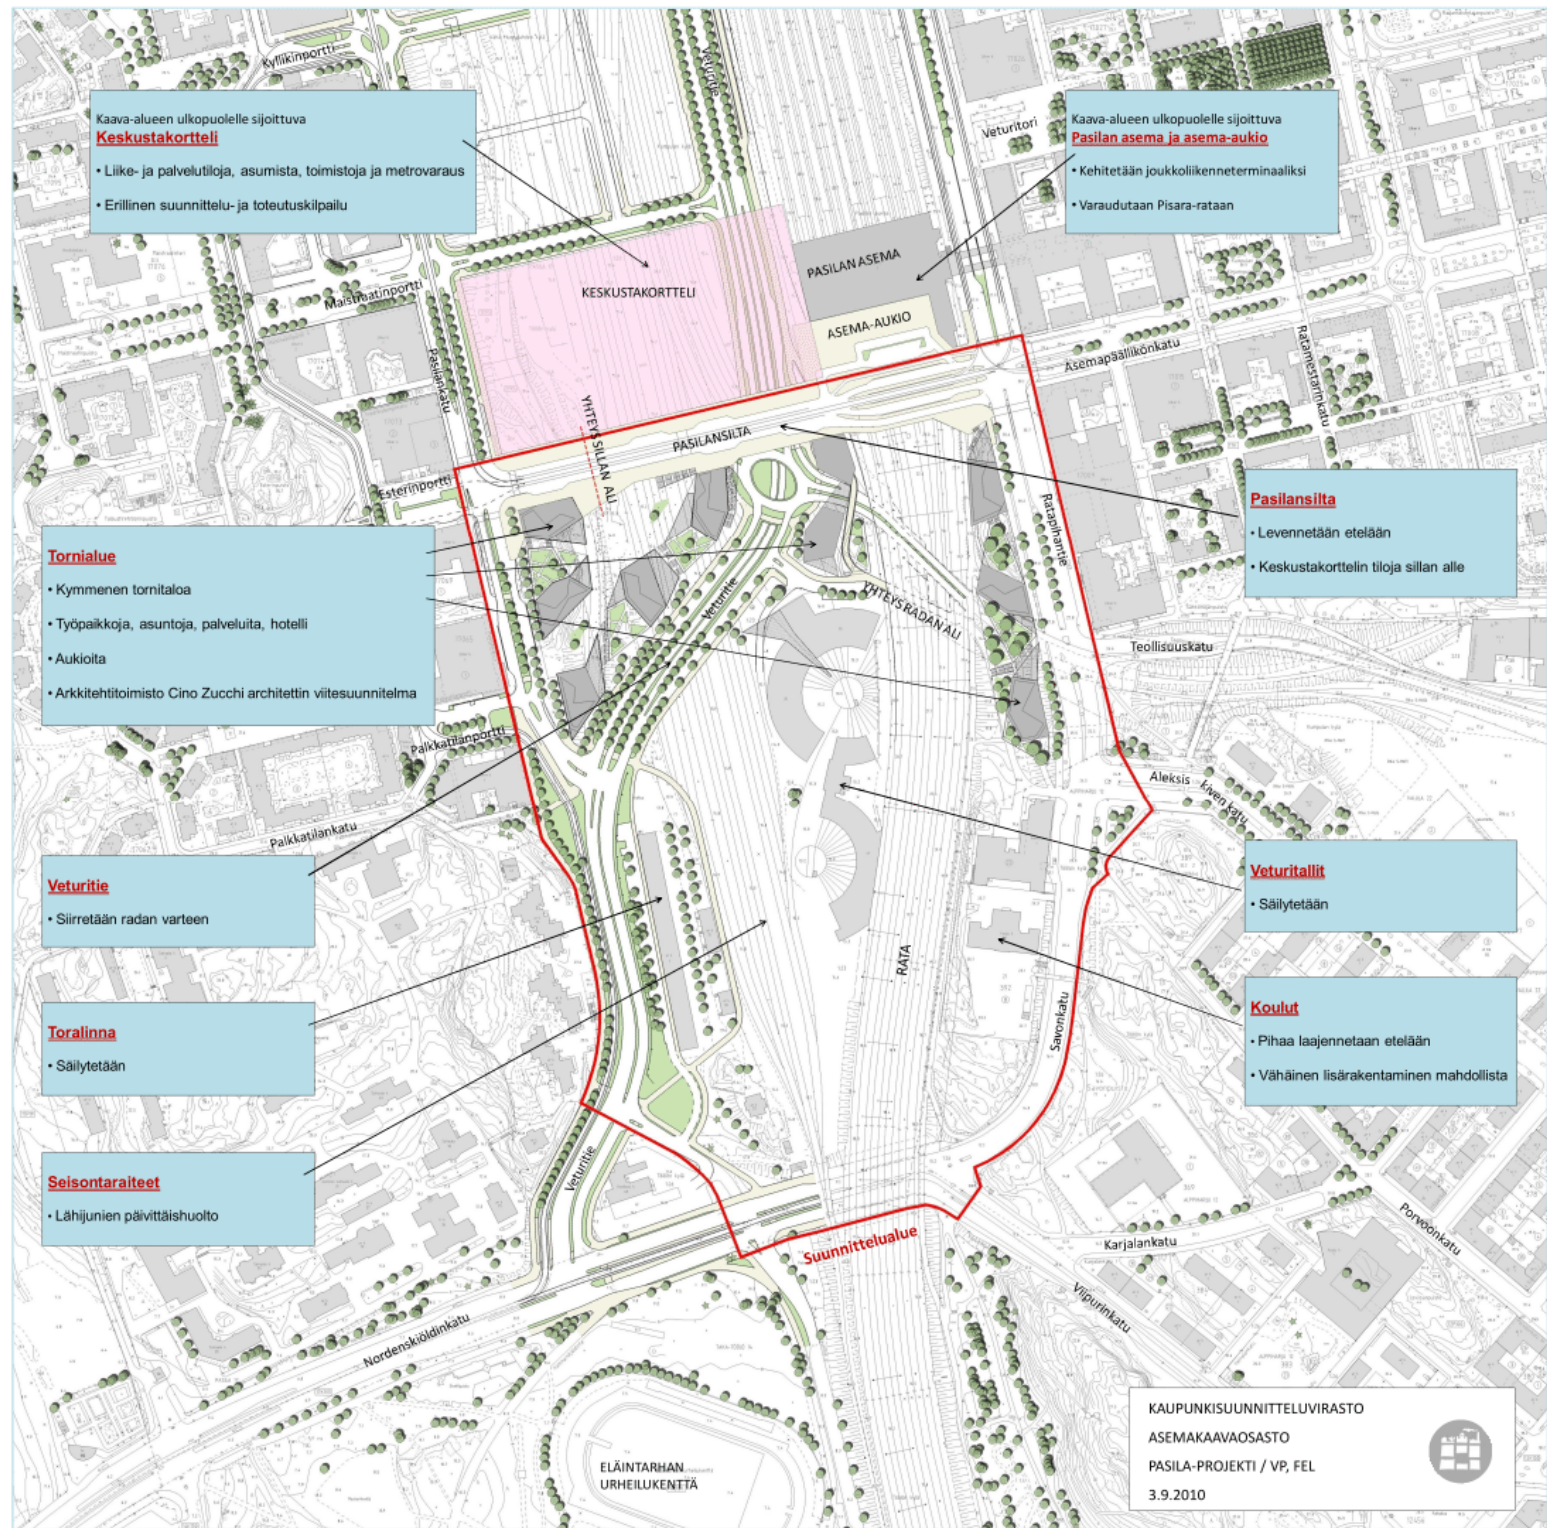 Kyllikinportti
Veturitie
Kaava-alueen ulkopuolelle sijoittuva
Keskustakortteli
• Liike- ja palvelutiloja, asumista, toimistoja ja metrovaraus
• Erillinen suunnittelu- ja toteutuskilpailu
Veturitori
Kaava-alueen ulkopuolelle sijoittuva
Pasilan asema ja asema-aukio
• Kehitetään joukkoliikenneterminaaliksi
• Varaudutaan Pisara-rataan
PASILAN ASEMA
KESKUSTAKORTTELI
ASEMA-AUKIO
Maistraatinportti
Pasilankatu
Asemapäällikönkatu
Ratamestarinkatu
YHTEYS SILLAN ALI
PASILANSILTA
Esterinportti
Ratapihantie
Pasilansilta
• Levennetään etelään
• Keskustakorttelin tiloja sillan alle
Tornialue
• Kymmenen tornitaloa
• Työpaikkoja, asuntoja, palveluita, hotelli
• Aukioita
• Arkkitehtitoimisto Cino Zucchi architettin viitesuunnitelma
Veturitie
YHTEYS RADAN ALI
Teollisuuskatu
Palkkatilanportti
Aleksis kiven katu
Palkkatilankatu
Veturitie
• Siirretään radan varteen
Veturitallit
• Säilytetään
RATA
Toralinna
• Säilytetään
Savonkatu
Koulut
• Pihaa laajennetaan etelään
• Vähäinen lisärakentaminen mahdollista
Seisontaraiteet
• Lähijunien päivittäishuolto
Veturitie
Suunnittelualue
Karjalankatu
Porvoonkatu
Viipurinkatu
Nordenskiöldinkatu
ELÄINTARHAN
URHEILUKENTTÄ
KAUPUNKISUUNNITTELUVIRASTO
ASEMAKAAVAOSASTO
PASILA-PROJEKTI / VP, FEL
3.9.2010